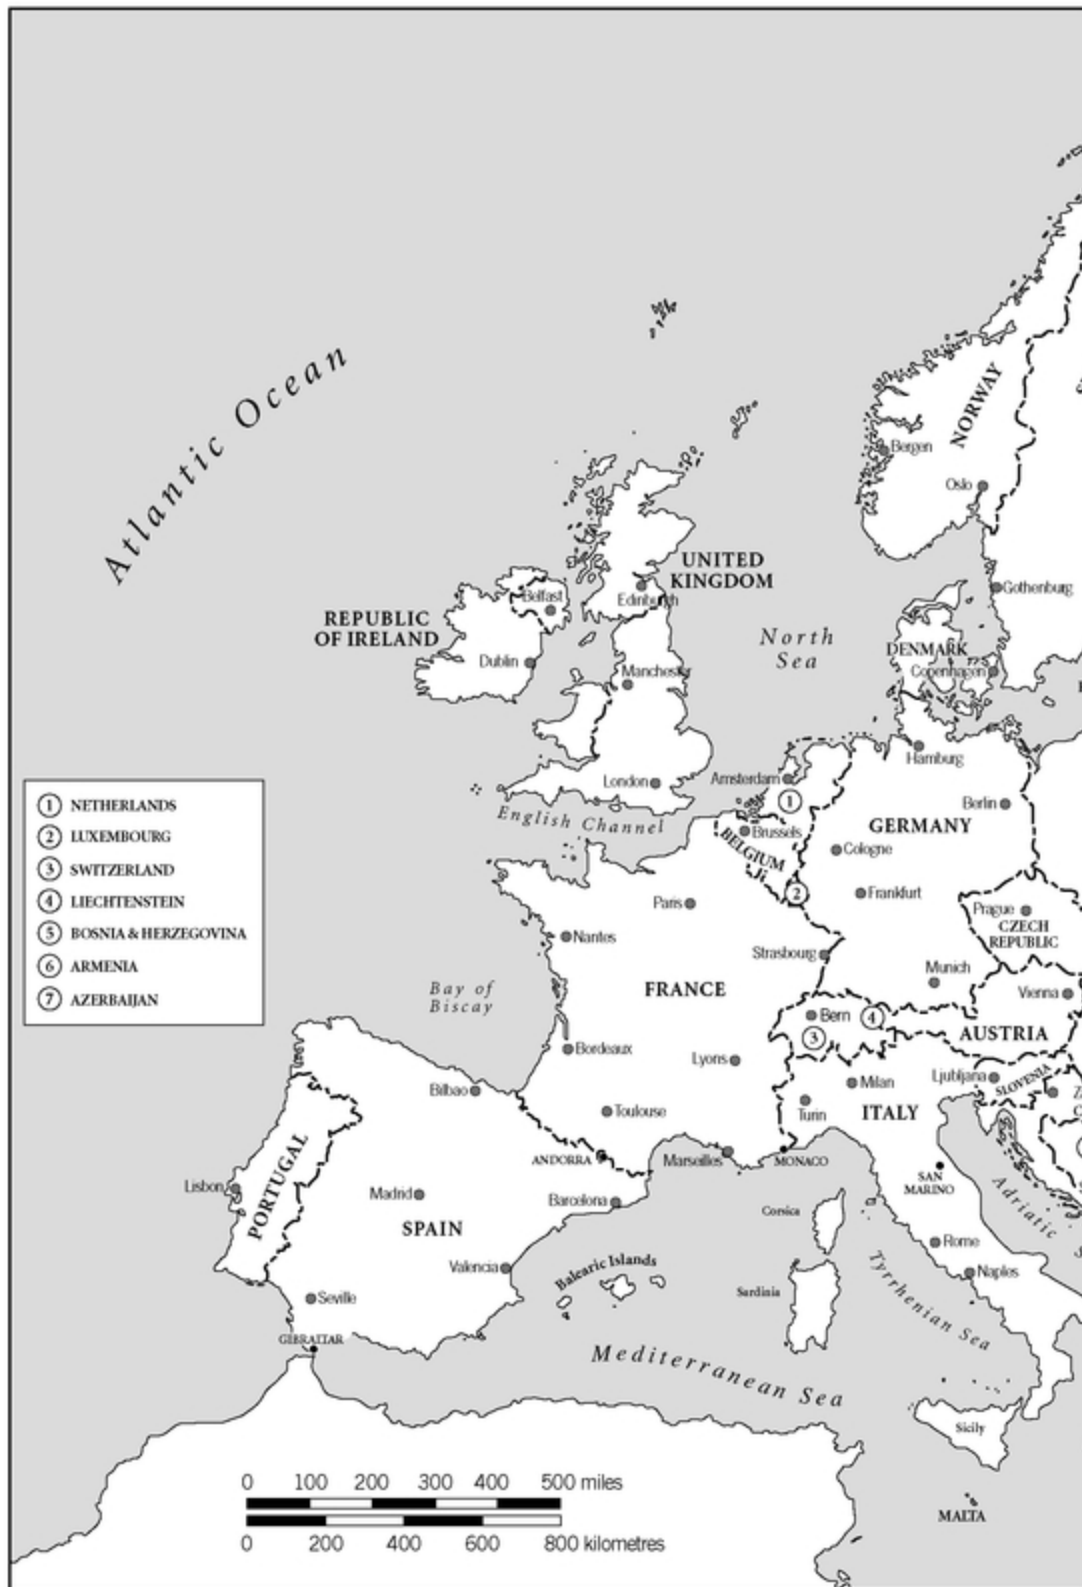 Atlantic Ocean
NORWAY
Bergen
Oslo
UNITED
KINGDOM
Edinburgh
Belfast
REPUBLIC
OF IRELAND
Dublin
Manchester
London
North
Sea
Gothenburg
DENMARK
Copenhagen
Hamburg
Amsterdam
1
Berlin
GERMANY
English Channel
Brussels
BELGIUM
Cologne
2
Frankfurt
1 NETHERLANDS
2 LUXEMBOURG
3 SWITZERLAND
4 LIECHTENSTEIN
5 BOSNIA & HERZEGOVINA
6 ARMENIA
7 AZERBAIJAN
Paris
Prague
CZECH
REPUBLIC
Nantes
Strasbourg
Munich
Vienna
Bay of
Biscay
FRANCE
Bern
3
4
AUSTRIA
Bordeaux
Lyons
Milan
Ljubljana
SLOVENIA
Bilbao
Toulouse
Turin
ITALY
ANDORRA
Marseilles
MONACO
SAN
MARINO
PORTUGAL
Lisbon
Madrid
SPAIN
Barcelona
Corsica
Adriatic
Valencia
Balearic Islands
Sardinia
Rome
Naples
Tyrrhenian Sea
Seville
GIBRALTAR
Mediterranean Sea
Sicily
MALTA
0 100 200 300 400 500 miles
0 200 400 600 800 kilometres